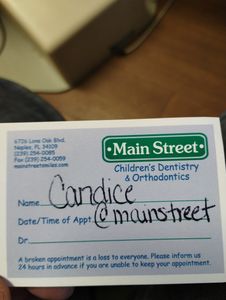 6726 Lone Oak Blvd.
Naples, FL 34109
(239) 254-0085
Fax (239) 254-0059
mainstreetsmiles.com
• Main Street •
Children's Dentistry
& Orthodontics
Name Candice
Date/Time of Appt. @mainstreet
Dr.
A broken appointment is a loss to everyone. Please inform us
24 hours in advance if you are unable to keep your appointment.